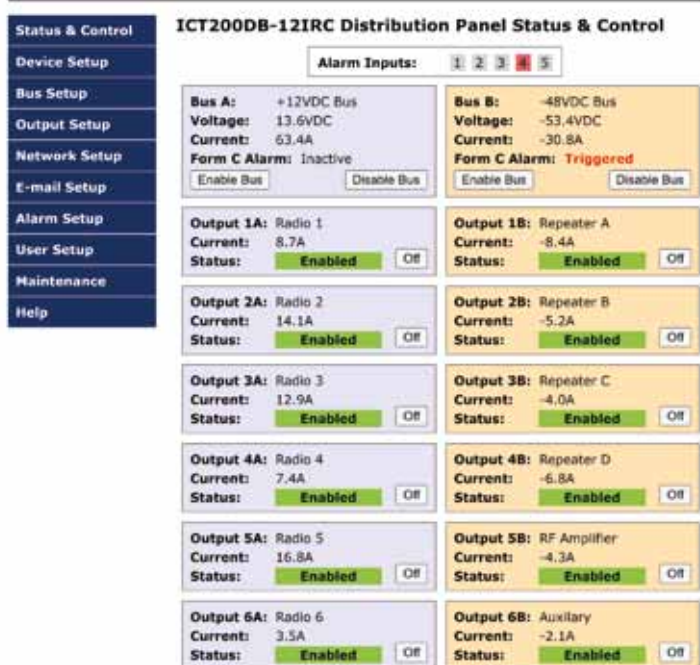 ICT200DB-12IRC Distribution Panel Status & Control
Status & Control
Device Setup
Bus Setup
Output Setup
Network Setup
E-mail Setup
Alarm Setup
User Setup
Maintenance
Help
Alarm Inputs: 1 2 3 4 5
Bus A: +12VDC Bus
Voltage: 13.6VDC
Current: 63.4A
Form C Alarm: Inactive
Enable Bus Disable Bus
Bus B: -48VDC Bus
Voltage: -53.4VDC
Current: -30.8A
Form C Alarm: Triggered
Enable Bus Disable Bus
Output 1A: Radio 1
Current: 8.7A
Status: Enabled Off
Output 1B: Repeater A
Current: -8.4A
Status: Enabled Off
Output 2A: Radio 2
Current: 14.1A
Status: Enabled Off
Output 2B: Repeater B
Current: -5.2A
Status: Enabled Off
Output 3A: Radio 3
Current: 12.9A
Status: Enabled Off
Output 3B: Repeater C
Current: -4.0A
Status: Enabled Off
Output 4A: Radio 4
Current: 7.4A
Status: Enabled Off
Output 4B: Repeater D
Current: -6.8A
Status: Enabled Off
Output 5A: Radio 5
Current: 16.8A
Status: Enabled Off
Output 5B: RF Amplifier
Current: -4.3A
Status: Enabled Off
Output 6A: Radio 6
Current: 3.5A
Status: Enabled Off
Output 6B: Auxilary
Current: -2.1A
Status: Enabled Off